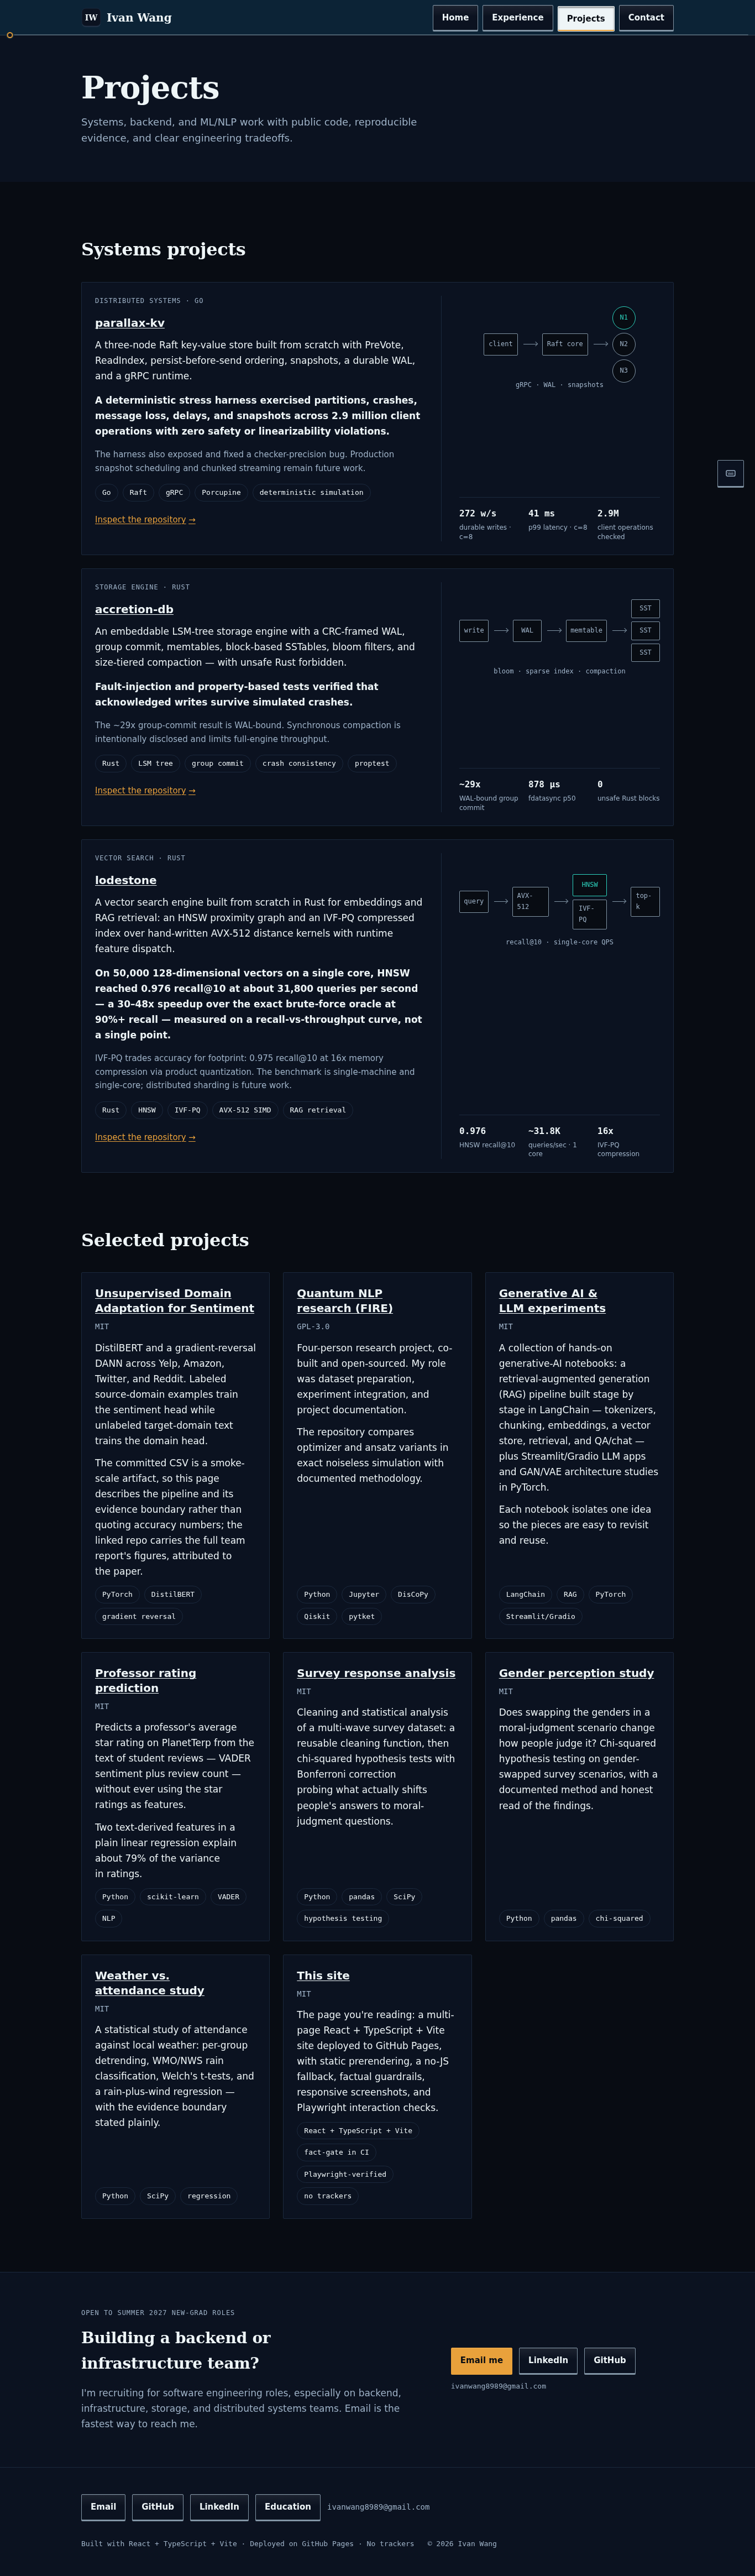 IW Ivan Wang
Home Experience Projects Contact
Projects
Systems, backend, and ML/NLP work with public code, reproducible
evidence, and clear engineering tradeoffs.
Systems projects
DISTRIBUTED SYSTEMS · GO
parallax-kv
A three-node Raft key-value store built from scratch with PreVote,
ReadIndex, persist-before-send ordering, snapshots, a durable WAL,
and a gRPC runtime.
A deterministic stress harness exercised partitions, crashes,
message loss, delays, and snapshots across 2.9 million client
operations with zero safety or linearizability violations.
The harness also exposed and fixed a checker-precision bug. Production
snapshot scheduling and chunked streaming remain future work.
Go Raft gRPC Porcupine deterministic simulation
Inspect the repository →
client
Raft core
N1
N2
N3
gRPC · WAL · snapshots
272 w/s
durable writes ·
c=8
41 ms
p99 latency · c=8
2.9M
client operations
checked
STORAGE ENGINE · RUST
accretion-db
An embeddable LSM-tree storage engine with a CRC-framed WAL,
group commit, memtables, block-based SSTables, bloom filters, and
size-tiered compaction — with unsafe Rust forbidden.
Fault-injection and property-based tests verified that
acknowledged writes survive simulated crashes.
The ~29x group-commit result is WAL-bound. Synchronous compaction is
intentionally disclosed and limits full-engine throughput.
Rust LSM tree group commit crash consistency proptest
Inspect the repository →
write
WAL
memtable
SST
SST
SST
bloom · sparse index · compaction
~29x
WAL-bound group
commit
878 µs
fdatasync p50
0
unsafe Rust blocks
VECTOR SEARCH · RUST
lodestone
A vector search engine built from scratch in Rust for embeddings and
RAG retrieval: an HNSW proximity graph and an IVF-PQ compressed
index over hand-written AVX-512 distance kernels with runtime
feature dispatch.
On 50,000 128-dimensional vectors on a single core, HNSW
reached 0.976 recall@10 at about 31,800 queries per second
— a 30–48x speedup over the exact brute-force oracle at
90%+ recall — measured on a recall-vs-throughput curve, not
a single point.
IVF-PQ trades accuracy for footprint: 0.975 recall@10 at 16x memory
compression via product quantization. The benchmark is single-machine and
single-core; distributed sharding is future work.
Rust HNSW IVF-PQ AVX-512 SIMD RAG retrieval
Inspect the repository →
query
AVX-
512
HNSW
IVF-
PQ
top-
k
recall@10 · single-core QPS
0.976
HNSW recall@10
~31.8K
queries/sec · 1
core
16x
IVF-PQ
compression
Selected projects
Unsupervised Domain
Adaptation for Sentiment
MIT
DistilBERT and a gradient-reversal
DANN across Yelp, Amazon,
Twitter, and Reddit. Labeled
source-domain examples train
the sentiment head while
unlabeled target-domain text
trains the domain head.
The committed CSV is a smoke-
scale artifact, so this page
describes the pipeline and its
evidence boundary rather than
quoting accuracy numbers; the
linked repo carries the full team
report's figures, attributed to
the paper.
PyTorch DistilBERT
gradient reversal
Quantum NLP
research (FIRE)
GPL-3.0
Four-person research project, co-
built and open-sourced. My role
was dataset preparation,
experiment integration, and
project documentation.
The repository compares
optimizer and ansatz variants in
exact noiseless simulation with
documented methodology.
Python Jupyter DisCoPy
Qiskit pytket
Generative AI &
LLM experiments
MIT
A collection of hands-on
generative-AI notebooks: a
retrieval-augmented generation
(RAG) pipeline built stage by
stage in LangChain — tokenizers,
chunking, embeddings, a vector
store, retrieval, and QA/chat —
plus Streamlit/Gradio LLM apps
and GAN/VAE architecture studies
in PyTorch.
Each notebook isolates one idea
so the pieces are easy to revisit
and reuse.
LangChain RAG PyTorch
Streamlit/Gradio
Professor rating
prediction
MIT
Predicts a professor's average
star rating on PlanetTerp from the
text of student reviews — VADER
sentiment plus review count —
without ever using the star
ratings as features.
Two text-derived features in a
plain linear regression explain
about 79% of the variance
in ratings.
Python scikit-learn VADER
NLP
Survey response analysis
MIT
Cleaning and statistical analysis
of a multi-wave survey dataset: a
reusable cleaning function, then
chi-squared hypothesis tests with
Bonferroni correction
probing what actually shifts
people's answers to moral-
judgment questions.
Python pandas SciPy
hypothesis testing
Gender perception study
MIT
Does swapping the genders in a
moral-judgment scenario change
how people judge it? Chi-squared
hypothesis testing on gender-
swapped survey scenarios, with a
documented method and honest
read of the findings.
Python pandas chi-squared
Weather vs.
attendance study
MIT
A statistical study of attendance
against local weather: per-group
detrending, WMO/NWS rain
classification, Welch's t-tests, and
a rain-plus-wind regression —
with the evidence boundary
stated plainly.
Python SciPy regression
This site
MIT
The page you're reading: a multi-
page React + TypeScript + Vite
site deployed to GitHub Pages,
with static prerendering, a no-JS
fallback, factual guardrails,
responsive screenshots, and
Playwright interaction checks.
React + TypeScript + Vite
fact-gate in CI
Playwright-verified
no trackers
OPEN TO SUMMER 2027 NEW-GRAD ROLES
Building a backend or
infrastructure team?
I'm recruiting for software engineering roles, especially on backend,
infrastructure, storage, and distributed systems teams. Email is the
fastest way to reach me.
Email me LinkedIn GitHub
ivanwang8989@gmail.com
Email GitHub LinkedIn Education ivanwang8989@gmail.com
Built with React + TypeScript + Vite · Deployed on GitHub Pages · No trackers © 2026 Ivan Wang